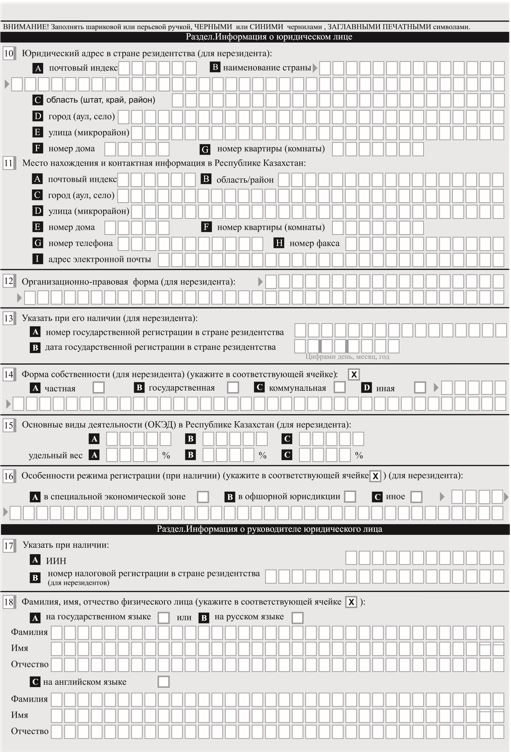 ВНИМАНИЕ! Заполнять шариковой или перьевой ручкой, ЧЕРНЫМИ или СИНИМИ чернилами , ЗАГЛАВНЫМИ ПЕЧАТНЫМИ символами.
Раздел.Информация о юридическом лице
10 Юридический адрес в стране резидентства (для нерезидента):
A почтовый индекс B наименование страны
C область (штат, край, район)
D город (аул, село)
E улица (микрорайон)
F номер дома G номер квартиры (комнаты)
11 Место нахождения и контактная информация в Республике Казахстан:
A почтовый индекс B область/район
C город (аул, село)
D улица (микрорайон)
E номер дома F номер квартиры (комнаты)
G номер телефона H номер факса
I адрес электронной почты
12 Организационно-правовая форма (для нерезидента):
13 Указать при его наличии (для нерезидента):
A номер государственной регистрации в стране резидентства
B дата государственной регистрации в стране резидентства
Цифрами день, месяц, год
14 Форма собственности (для нерезидента) (укажите в соответствующей ячейке): X
A частная B государственная C коммунальная D иная
15 Основные виды деятельности (ОКЭД) в Республике Казахстан (для нерезидента):
A B C
удельный вес A % B % C %
16 Особенности режима регистрации (при наличии) (укажите в соответствующей ячейке X ) (для нерезидента):
A в специальной экономической зоне B в офшорной юрисдикции C иное
Раздел.Информация о руководителе юридического лица
17 Указать при наличии:
A ИИН
B номер налоговой регистрации в стране резидентства
(для нерезидентов)
18 Фамилия, имя, отчество физического лица (укажите в соответствующей ячейке X ):
A на государственном языке или B на русском языке
Фамилия
Имя
Отчество
C на английском языке
Фамилия
Имя
Отчество